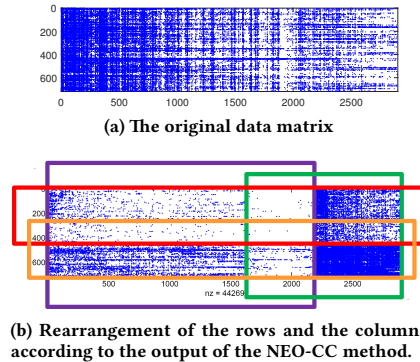 0
200
400
600
0 500 1000 1500 2000 2500
(a) The original data matrix
200
400
600
500 1000 1500 2000 2500
nz = 44269
(b) Rearrangement of the rows and the column
according to the output of the NEO-CC method.